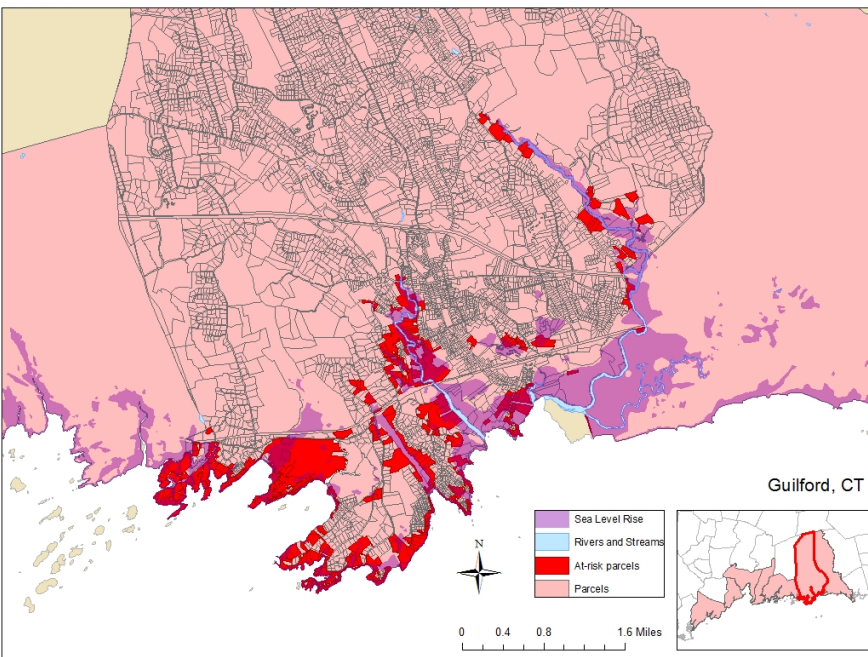 Guilford, CT
Sea Level Rise
Rivers and Streams
At-risk parcels
Parcels
N
0 0.4 0.8 1.6 Miles